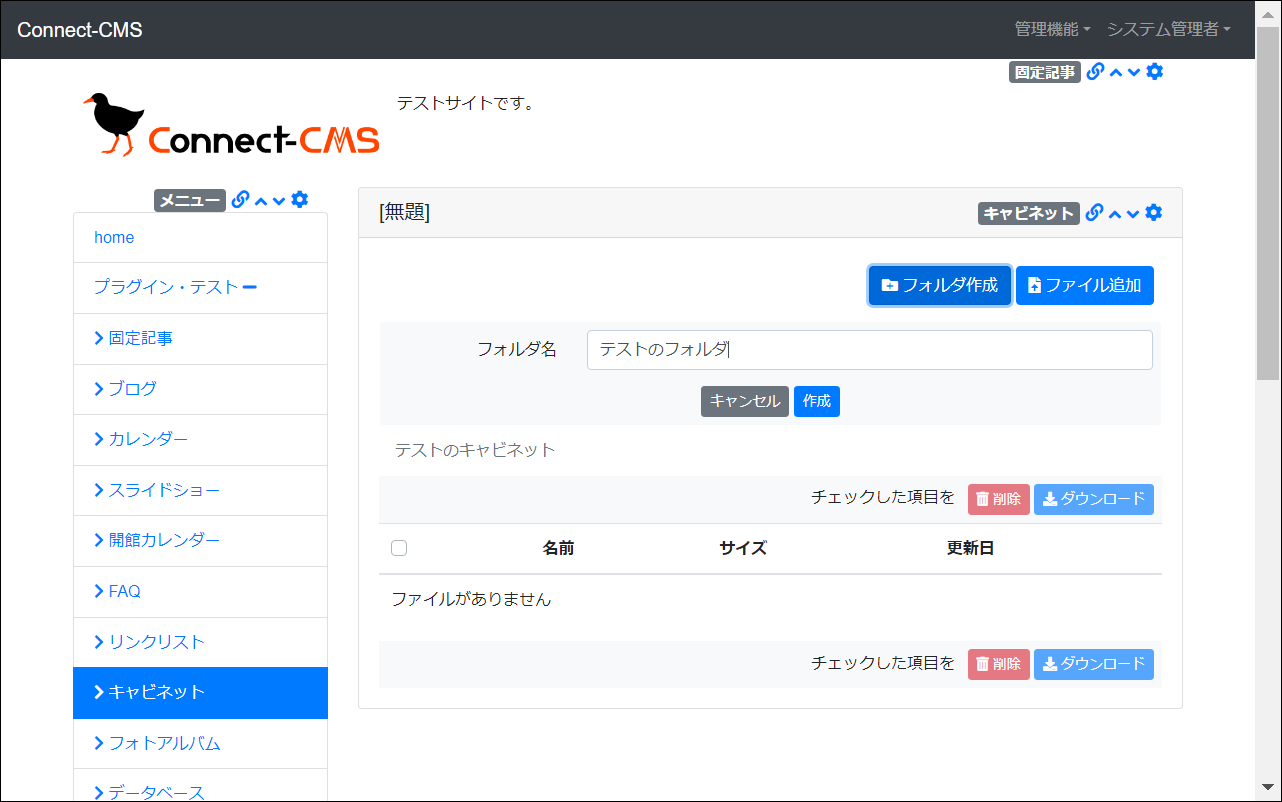 Connect-CMS
管理機能 システム管理者
固定記事
テストサイトです。
Connect-CMS
メニュー
home
プラグイン・テスト
固定記事
ブログ
カレンダー
スライドショー
開館カレンダー
FAQ
リンクリスト
キャビネット
フォトアルバム
データベース
[無題]
キャビネット
フォルダ作成 ファイル追加
フォルダ名 テストのフォルダ
キャンセル 作成
テストのキャビネット
チェックした項目を 削除 ダウンロード
名前 サイズ 更新日
ファイルがありません
チェックした項目を 削除 ダウンロード